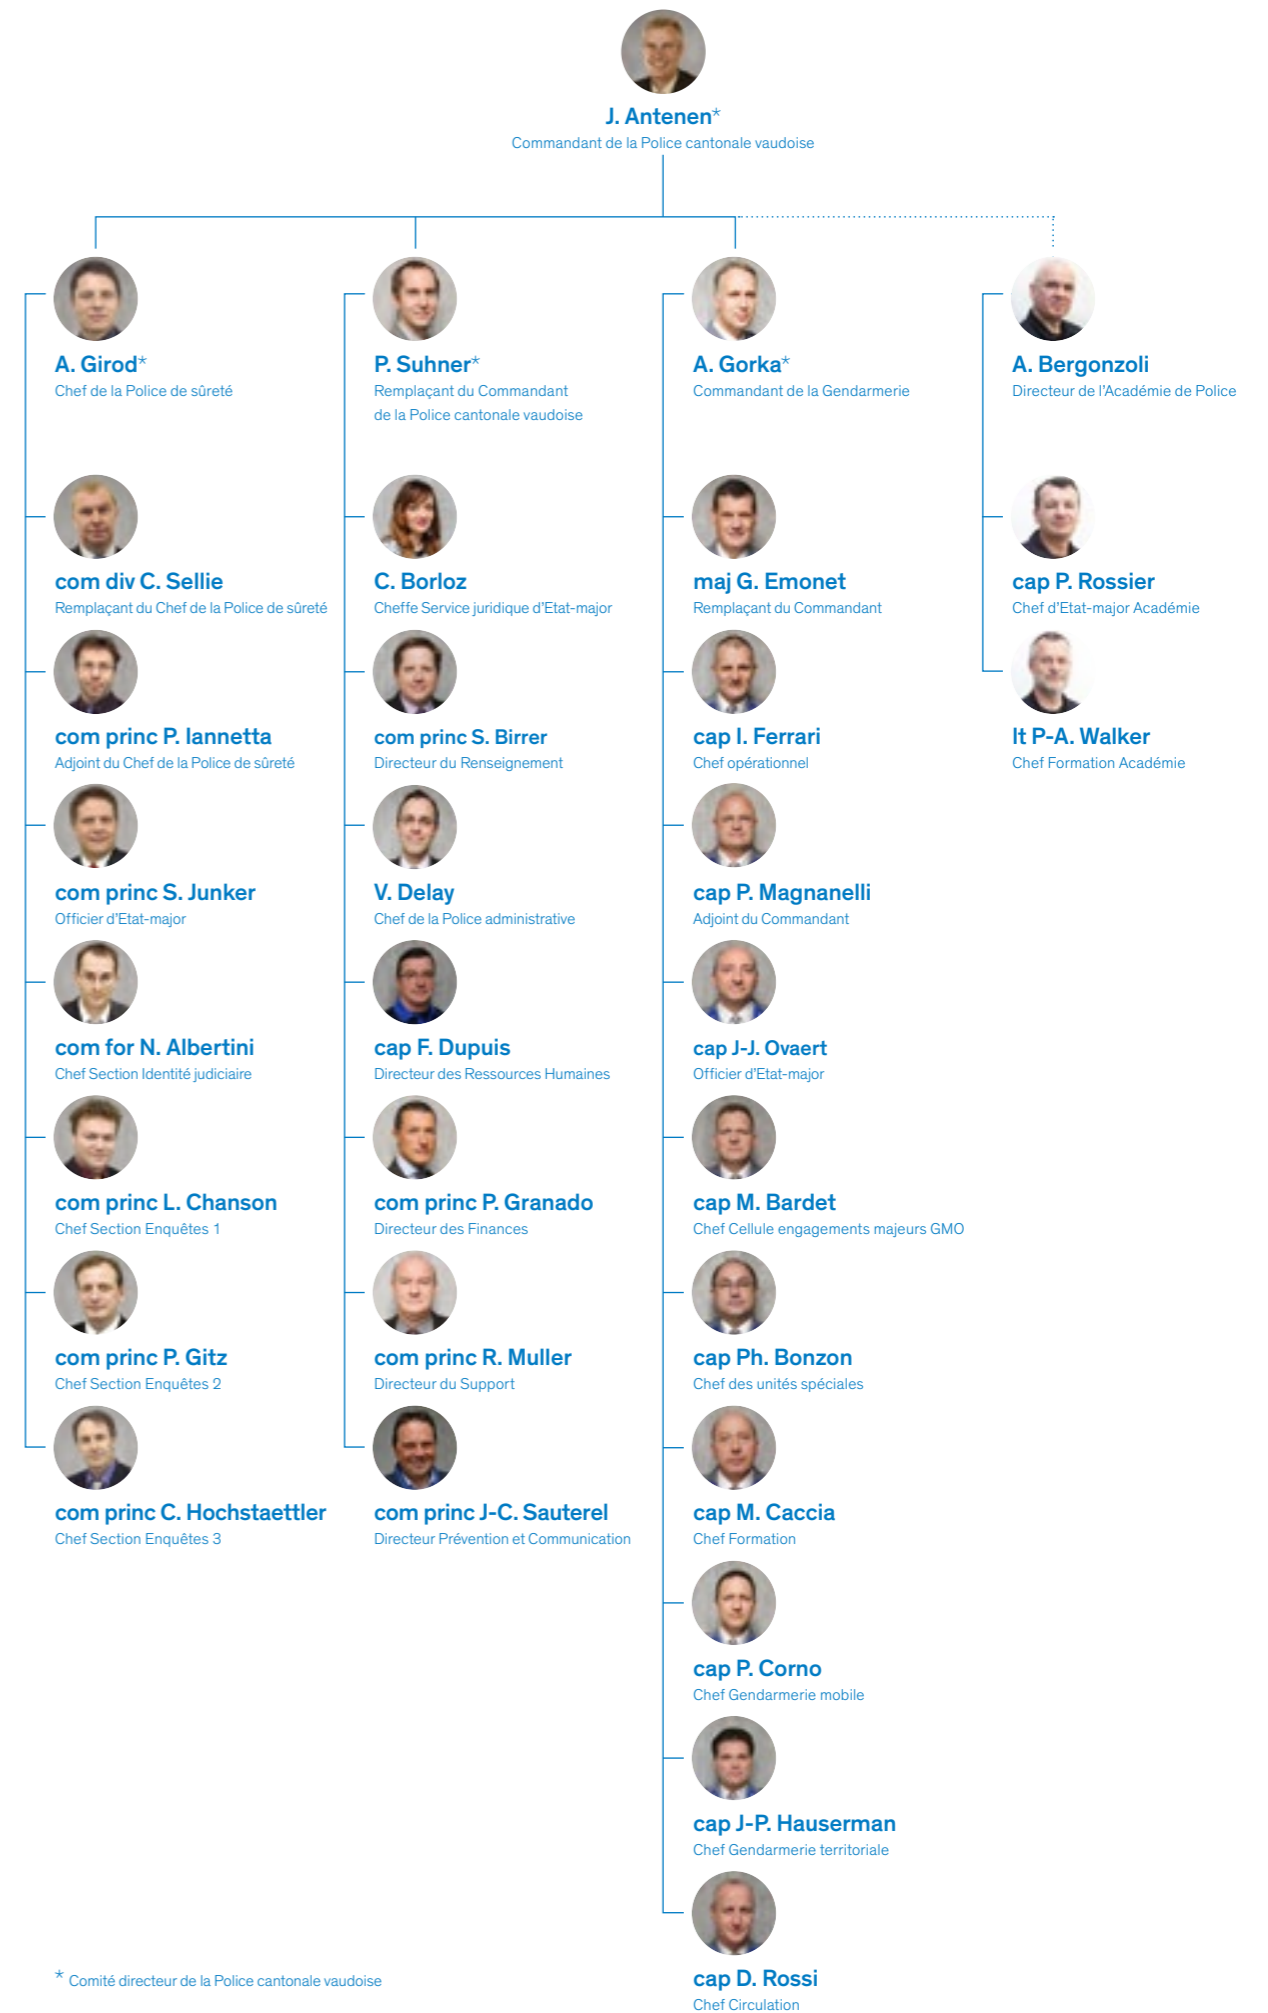 J. Antenen*
Commandant de la Police cantonale vaudoise
A. Girod*
Chef de la Police de sûreté
com div C. Sellie
Remplaçant du Chef de la Police de sûreté
com princ P. Iannetta
Adjoint du Chef de la Police de sûreté
com princ S. Junker
Officier d'Etat-major
com for N. Albertini
Chef Section Identité judiciaire
com princ L. Chanson
Chef Section Enquêtes 1
com princ P. Gitz
Chef Section Enquêtes 2
com princ C. Hochstaettler
Chef Section Enquêtes 3
P. Suhner*
Remplaçant du Commandant
de la Police cantonale vaudoise
C. Borloz
Cheffe Service juridique d'Etat-major
com princ S. Birrer
Directeur du Renseignement
V. Delay
Chef de la Police administrative
cap F. Dupuis
Directeur des Ressources Humaines
com princ P. Granado
Directeur des Finances
com princ R. Muller
Directeur du Support
com princ J-C. Sauterel
Directeur Prévention et Communication
A. Gorka*
Commandant de la Gendarmerie
maj G. Emonet
Remplaçant du Commandant
cap I. Ferrari
Chef opérationnel
cap P. Magnanelli
Adjoint du Commandant
cap J-J. Ovaert
Officier d'Etat-major
cap M. Bardet
Chef Cellule engagements majeurs GMO
cap Ph. Bonzon
Chef des unités spéciales
cap M. Caccia
Chef Formation
cap P. Corno
Chef Gendarmerie mobile
cap J-P. Hauserman
Chef Gendarmerie territoriale
cap D. Rossi
Chef Circulation
A. Bergonzoli
Directeur de l'Académie de Police
cap P. Rossier
Chef d'Etat-major Académie
lt P-A. Walker
Chef Formation Académie
* Comité directeur de la Police cantonale vaudoise